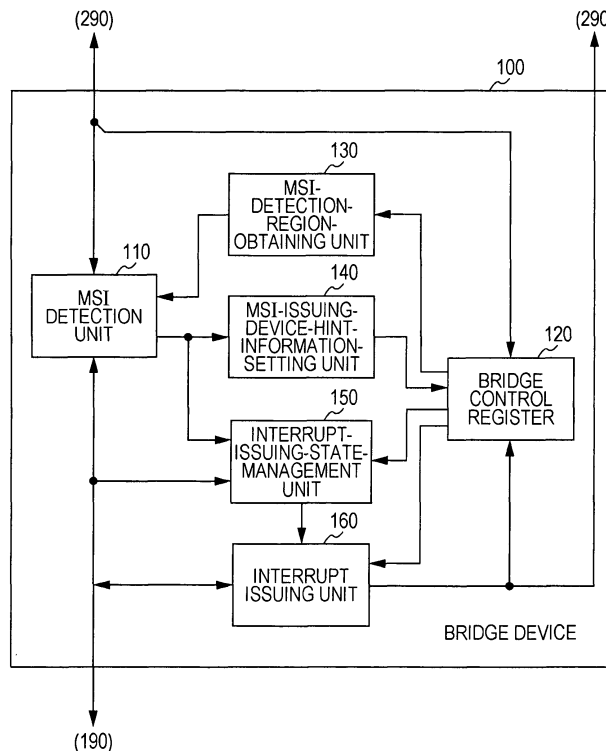 (290)
(290
100
130
MSI-
DETECTION-
REGION-
OBTAINING UNIT
110
MSI
DETECTION
UNIT
140
MSI-ISSUING-
DEVICE-HINT-
INFORMATION-
SETTING UNIT
120
BRIDGE
CONTROL
REGISTER
150
INTERRUPT-
ISSUING-STATE-
MANAGEMENT
UNIT
160
INTERRUPT
ISSUING UNIT
BRIDGE DEVICE
(190)